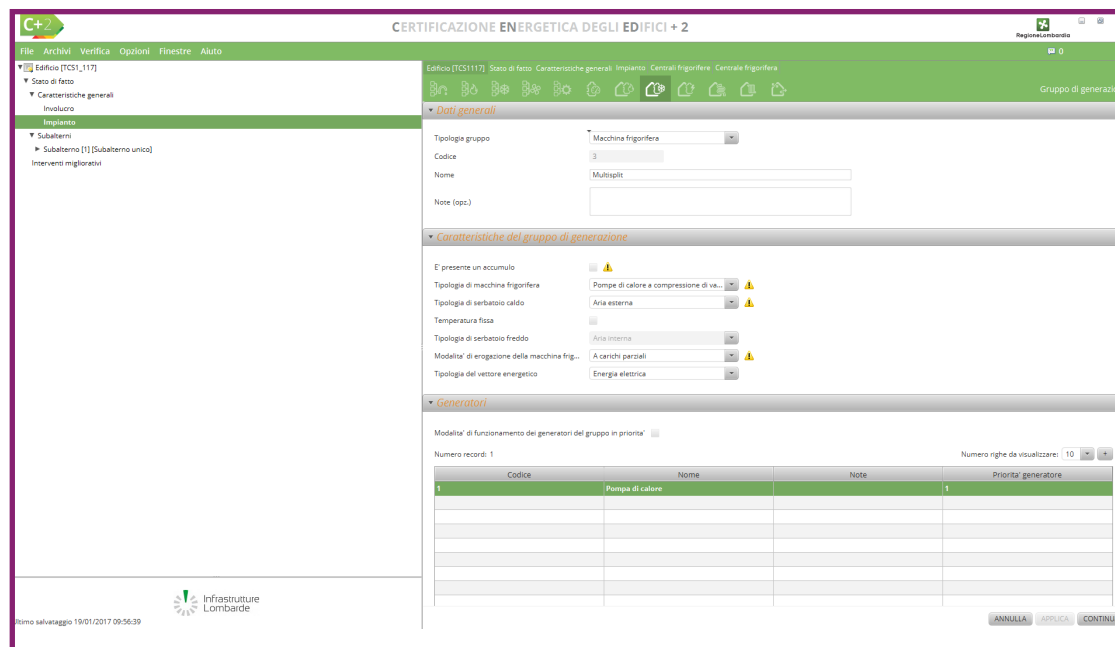 C+2
CERTIFICAZIONE ENERGETICA DEGLI EDIFICI + 2
RegioneLombardia
File Archivi Verifica Opzioni Finestre Aiuto
0
Edificio [TCS1_117]
Stato di fatto
Caratteristiche generali
Involucro
Impianto
Subalterni
Subalterno [1] [Subalterno unico]
Interventi migliorativi
Edificio [TCS1117] Stato di fatto Caratteristiche generali Impianto Centrali frigorifere Centrale frigorifera
Gruppo di generazi
Dati generali
Tipologia gruppo Macchina frigorifera
Codice 3
Nome Multisplit
Note (opz.)
Caratteristiche del gruppo di generazione
E' presente un accumulo
Tipologia di macchina frigorifera Pompe di calore a compressione di va...
Tipologia di serbatoio caldo Aria esterna
Temperatura fissa
Tipologia di serbatoio freddo Aria interna
Modalita' di erogazione della macchina frig... A carichi parziali
Tipologia del vettore energetico Energia elettrica
Generatori
Modalita' di funzionamento dei generatori del gruppo in priorita'
Numero record: 1 Numero righe da visualizzare: 10 +
Codice Nome Note Priorita' generatore
1 Pompa di calore 1
Infrastrutture
Lombarde
ltimo salvataggio 19/01/2017 09:56:39
ANNULLA APPLICA CONTINU